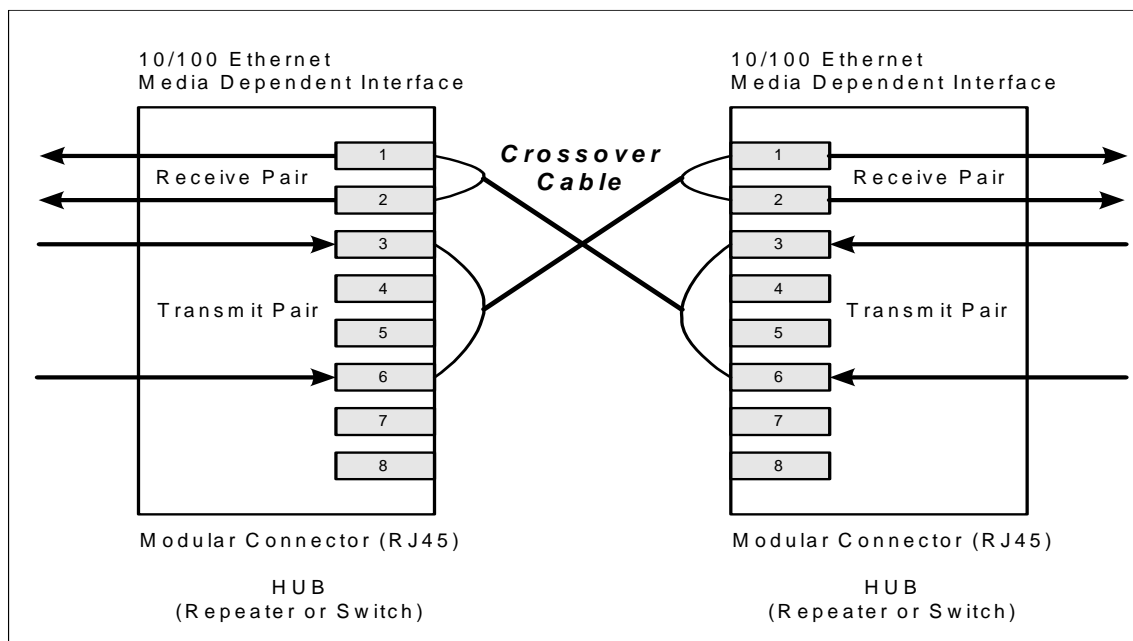 10/100 Ethernet
Media Dependent Interface
1
Receive Pair
2
3
4
Transmit Pair
5
6
7
8
Modular Connector (RJ45)
HUB
(Repeater or Switch)
Crossover
Cable
10/100 Ethernet
Media Dependent Interface
1
Receive Pair
2
3
4
Transmit Pair
5
6
7
8
Modular Connector (RJ45)
HUB
(Repeater or Switch)